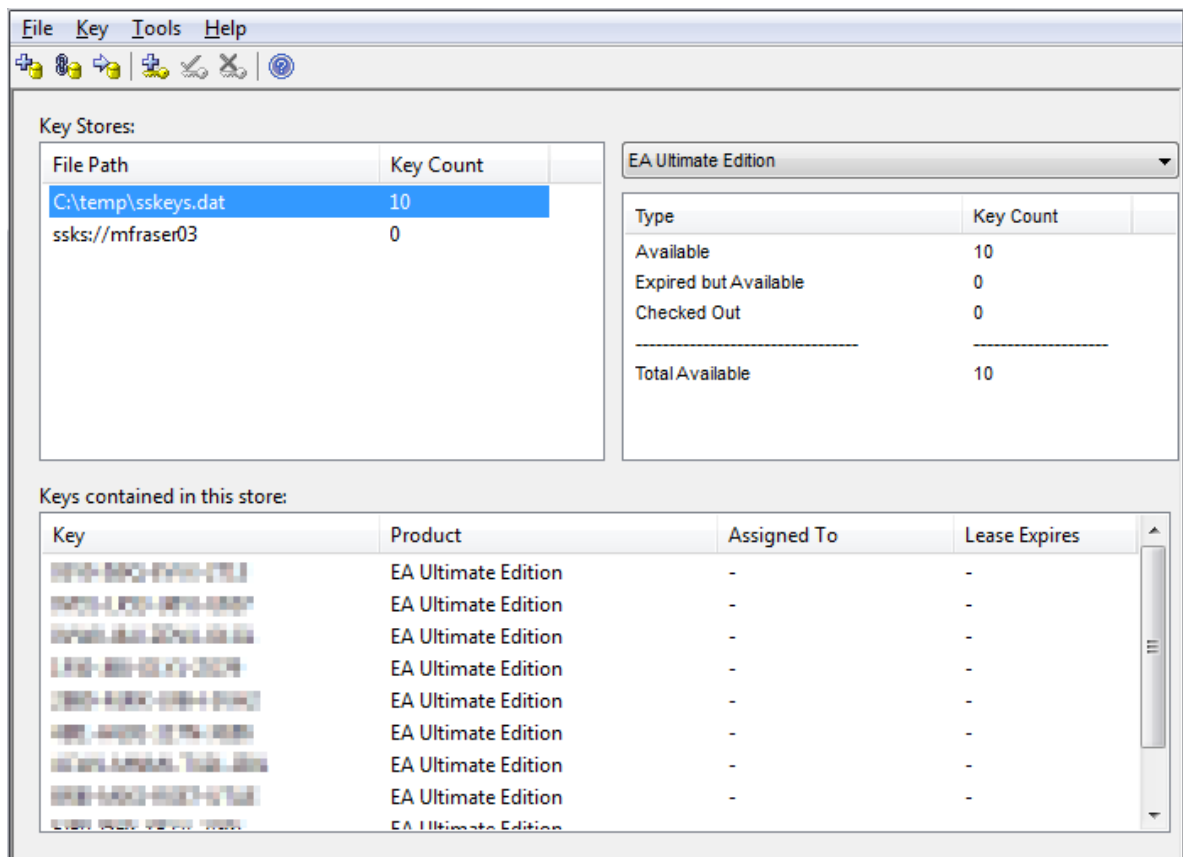 File Key Tools Help
Key Stores:
File Path Key Count
C:\temp\sskeys.dat 10
ssks://mfraser03 0
EA Ultimate Edition
Type Key Count
Available 10
Expired but Available 0
Checked Out 0
---------------------------------- ---------------------
Total Available 10
Keys contained in this store:
Key Product Assigned To Lease Expires
EA Ultimate Edition - -
EA Ultimate Edition - -
EA Ultimate Edition - -
EA Ultimate Edition - -
EA Ultimate Edition - -
EA Ultimate Edition - -
EA Ultimate Edition - -
EA Ultimate Edition - -
EA Ultimate Edition - -